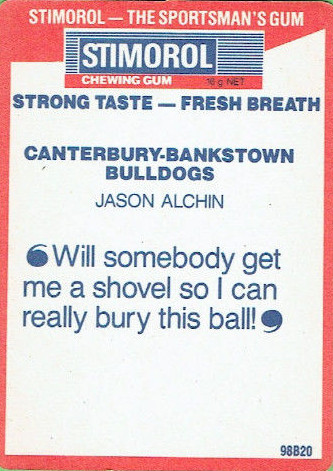 STIMOROL — THE SPORTSMAN'S GUM
STIMOROL
CHEWING GUM 16 g NET
STRONG TASTE — FRESH BREATH
CANTERBURY-BANKSTOWN
BULLDOGS
JASON ALCHIN
❛Will somebody get
me a shovel so I can
really bury this ball!❜
98B20